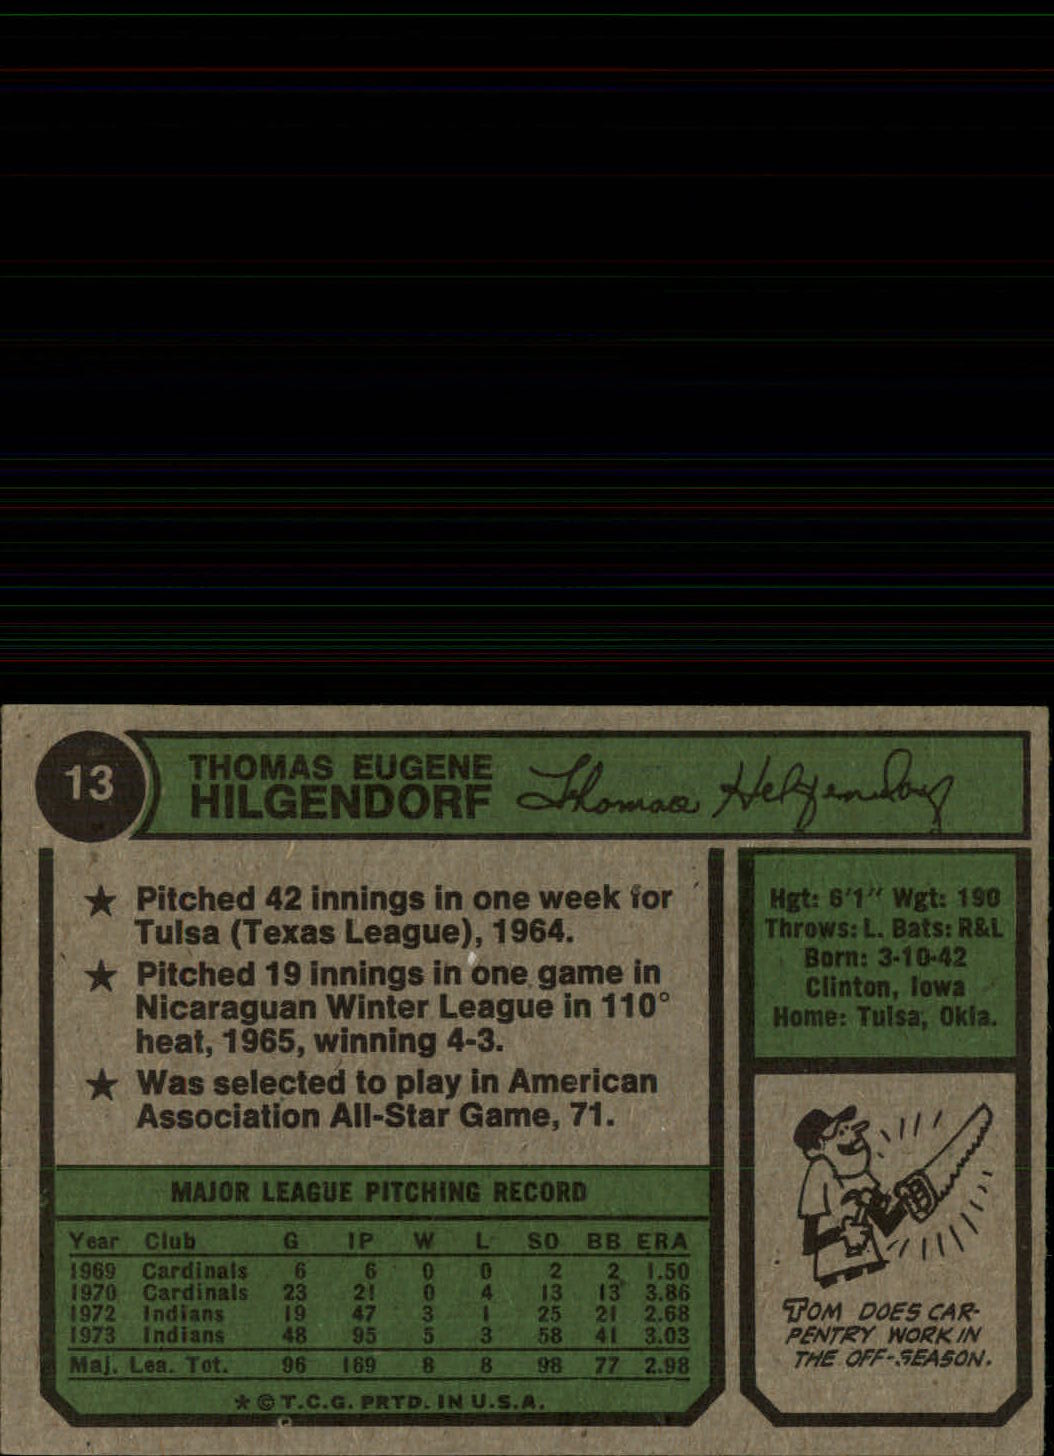 13
THOMAS EUGENE
HILGENDORF
Thomas Hilgendorf
★ Pitched 42 innings in one week for
Tulsa (Texas League), 1964.
★ Pitched 19 innings in one game in
Nicaraguan Winter League in 110°
heat, 1965, winning 4-3.
★ Was selected to play in American
Association All-Star Game, 71.
MAJOR LEAGUE PITCHING RECORD
Year Club G IP W L SO BB ERA
1969 Cardinals 6 6 0 0 2 2 1.50
1970 Cardinals 23 21 0 4 13 13 3.86
1972 Indians 19 47 3 1 25 21 2.68
1973 Indians 48 95 5 3 58 41 3.03
Maj. Lea. Tot. 96 169 8 8 98 77 2.98
* © T.C.G. PRTD. IN U.S.A.
Hgt: 6'1" Wgt: 190
Throws: L. Bats: R&L
Born: 3-10-42
Clinton, Iowa
Home: Tulsa, Okla.
TOM DOES CAR-
PENTRY WORK IN
THE OFF-SEASON.